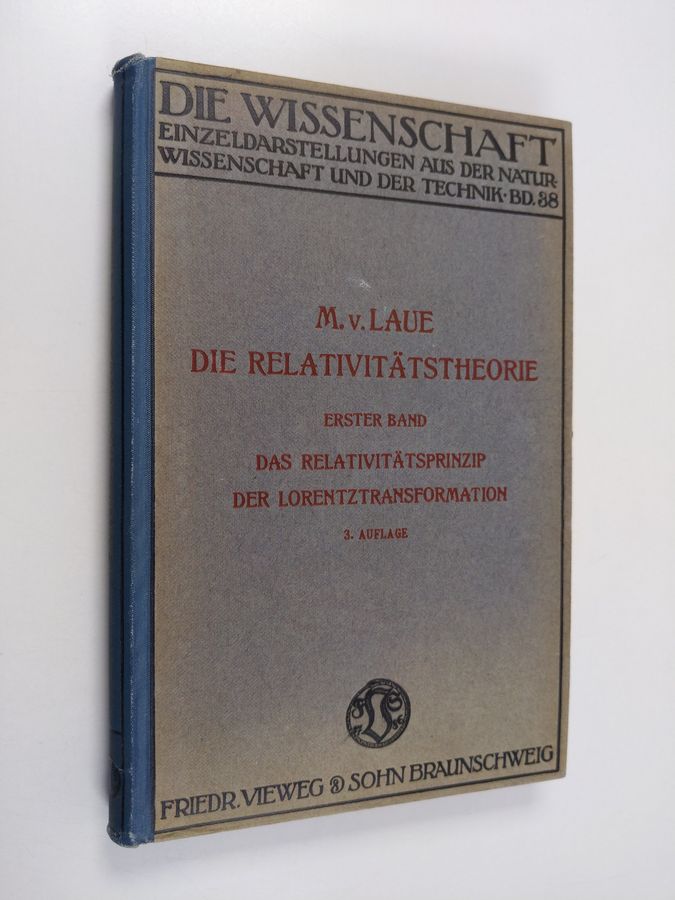 DIE WISSENSCHAFT
EINZELDARSTELLUNGEN AUS DER NATUR-
WISSENSCHAFT UND DER TECHNIK · BD. 38
M. v. LAUE
DIE RELATIVITÄTSTHEORIE
ERSTER BAND
DAS RELATIVITÄTSPRINZIP
DER LORENTZTRANSFORMATION
3. AUFLAGE
FRIEDR. VIEWEG & SOHN BRAUNSCHWEIG